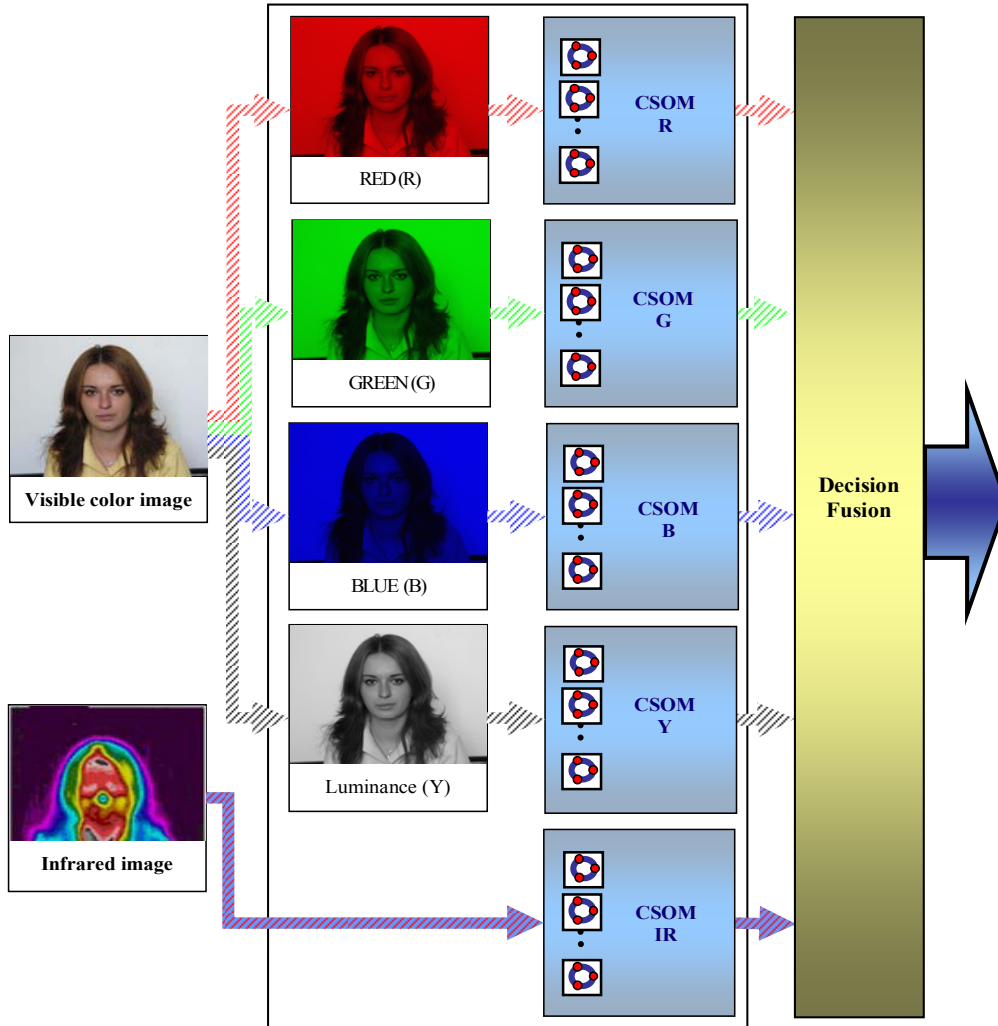 RED (R)
CSOM
R
GREEN (G)
CSOM
G
Visible color image
BLUE (B)
CSOM
B
Decision
Fusion
Luminance (Y)
CSOM
Y
Infrared image
CSOM
IR